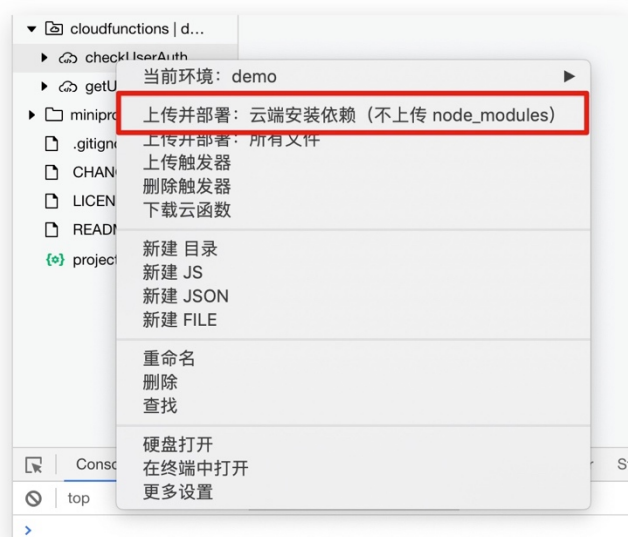 cloudfunctions | d...
checkUserAuth
当前环境：demo
getU
上传并部署：云端安装依赖（不上传 node_modules）
minipro
上传并部署：所有文件
.gitigno
上传触发器
CHAN
删除触发器
LICEN
下载云函数
READM
新建 目录
project
新建 JS
新建 JSON
新建 FILE
重命名
删除
查找
硬盘打开
Conso
在终端中打开
top
更多设置